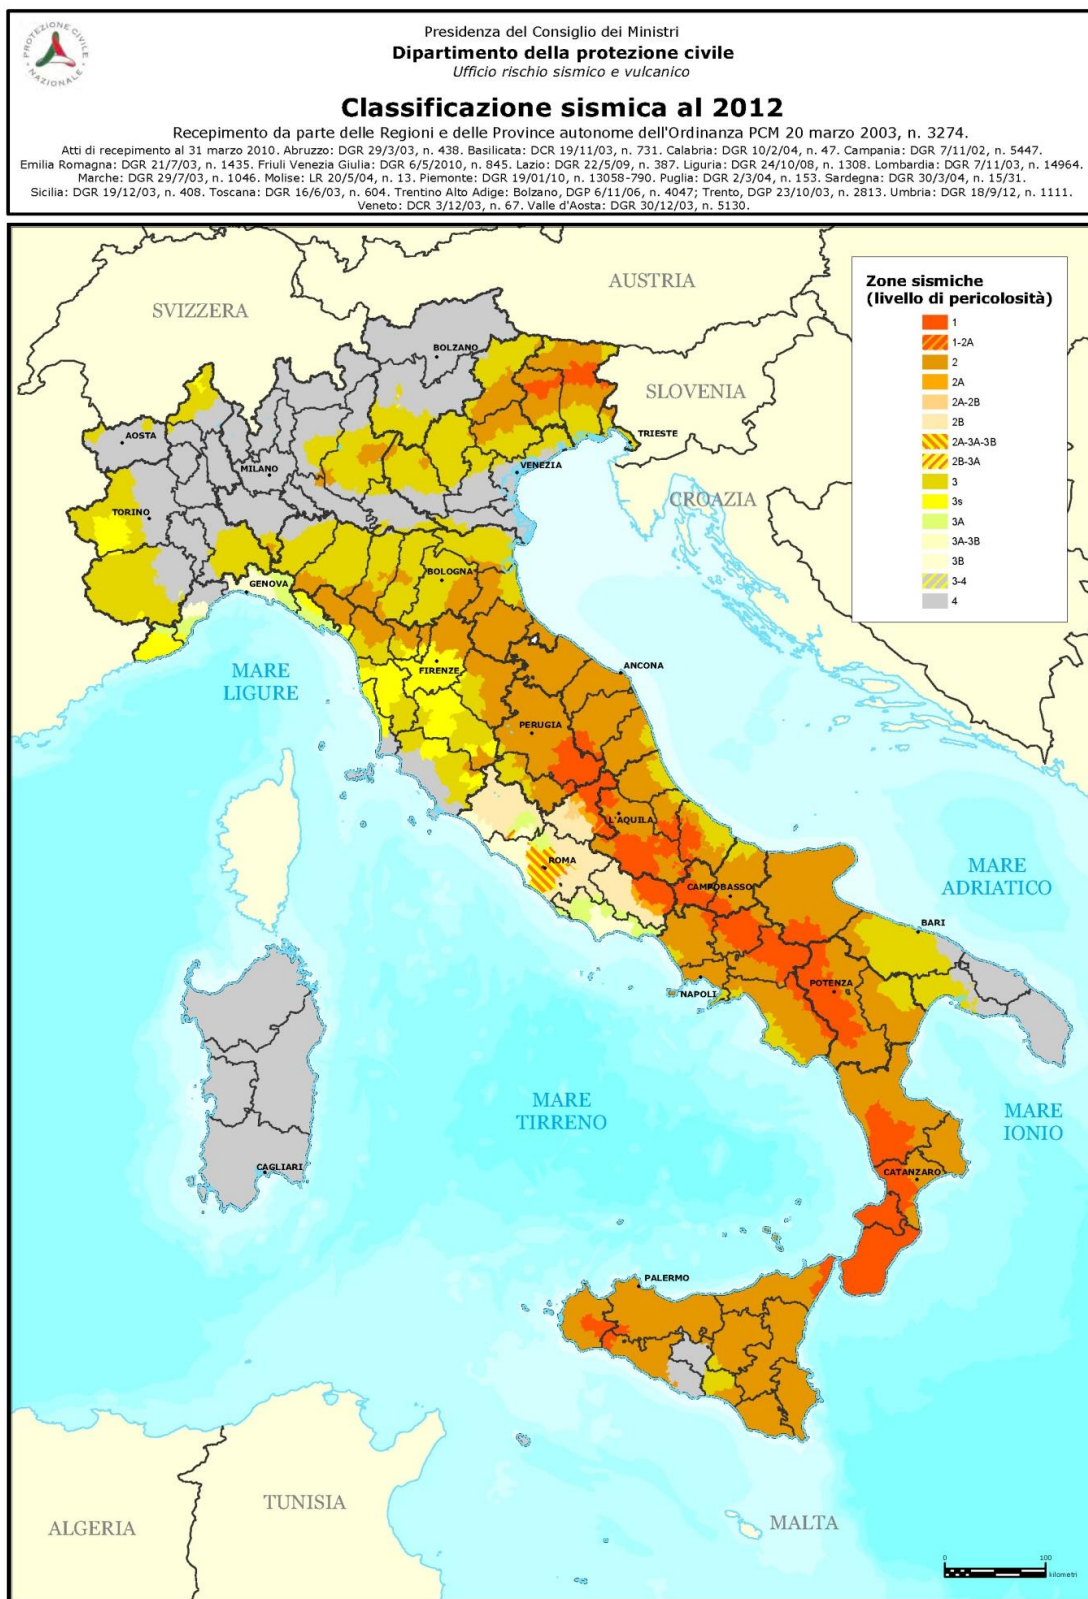 PROTEZIONE CIVILE
NAZIONALE
Presidenza del Consiglio dei Ministri
Dipartimento della protezione civile
Ufficio rischio sismico e vulcanico
Classificazione sismica al 2012
Recepimento da parte delle Regioni e delle Province autonome dell'Ordinanza PCM 20 marzo 2003, n. 3274.
Atti di recepimento al 31 marzo 2010. Abruzzo: DGR 29/3/03, n. 438. Basilicata: DCR 19/11/03, n. 731. Calabria: DGR 10/2/04, n. 47. Campania: DGR 7/11/02, n. 5447.
Emilia Romagna: DGR 21/7/03, n. 1435. Friuli Venezia Giulia: DGR 6/5/2010, n. 845. Lazio: DGR 22/5/09, n. 387. Liguria: DGR 24/10/08, n. 1308. Lombardia: DGR 7/11/03, n. 14964.
Marche: DGR 29/7/03, n. 1046. Molise: LR 20/5/04, n. 13. Piemonte: DGR 19/01/10, n. 13058-790. Puglia: DGR 2/3/04, n. 153. Sardegna: DGR 30/3/04, n. 15/31.
Sicilia: DGR 19/12/03, n. 408. Toscana: DGR 16/6/03, n. 604. Trentino Alto Adige: Bolzano, DGP 6/11/06, n. 4047; Trento, DGP 23/10/03, n. 2813. Umbria: DGR 18/9/12, n. 1111.
Veneto: DCR 3/12/03, n. 67. Valle d'Aosta: DGR 30/12/03, n. 5130.
Zone sismiche
(livello di pericolosità)
1
1-2A
2
2A
2A-2B
2B
2A-3A-3B
2B-3A
3
3s
3A
3A-3B
3B
3-4
4
AUSTRIA
SVIZZERA
BOLZANO
SLOVENIA
AOSTA
TRIESTE
MILANO
VENEZIA
CROAZIA
TORINO
BOLOGNA
GENOVA
FIRENZE
ANCONA
MARE
LIGURE
PERUGIA
L'AQUILA
ROMA
MARE
ADRIATICO
CAMPOBASSO
BARI
POTENZA
NAPOLI
MARE
TIRRENO
MARE
IONIO
CAGLIARI
CATANZARO
PALERMO
TUNISIA
ALGERIA
MALTA
0 100
kilometri